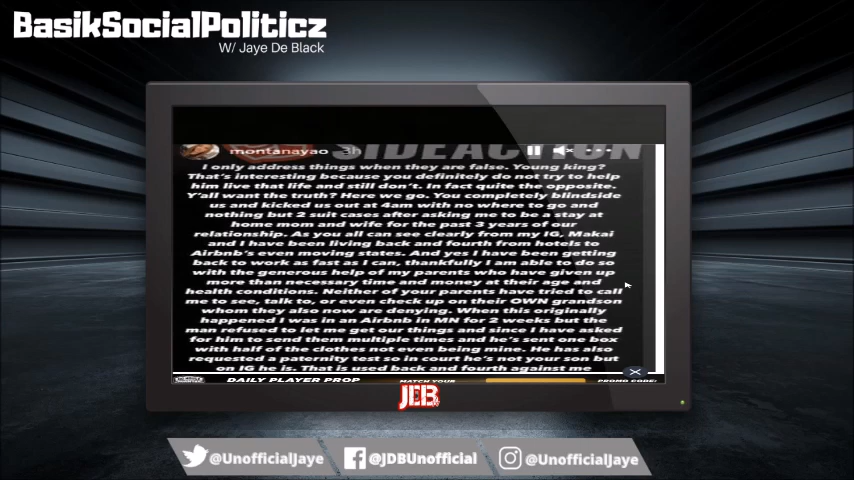 BasikSocialPoliticz
W/ Jaye De Black
SIDEACTION
montanayao 3h
I only address things when they are false. Young king?
That's interesting because you definitely do not try to help
him live that life and still don't. In fact quite the opposite.
Y'all want the truth? Here we go. You completely blindside
us and kicked us out at 4am with no where to go and
nothing but 2 suit cases after asking me to be a stay at
home mom and wife for the past 3 years of our
relationship. As you all can see clearly from my IG, Makai
and I have been living back and fourth from hotels to
Airbnb's even moving states. And yes I have been getting
back to work as fast as I can, thankfully I am able to do so
with the generous help of my parents who have given up
more than necessary time and money at their age and
health conditions. Neither of your parents have tried to call
me to see, talk to, or even check up on their OWN grandson
whom they also now are denying. When this originally
happened I was in an Airbnb in MN for 2 weeks but the
man refused to let me get our things and since I have asked
for him to send them multiple times and he's sent one box
with half of the clothes not even being mine. He has also
requested a paternity test so in court he's not your son but
on IG he is. That is used back and fourth against me
DAILY PLAYER PROP
MATCH YOUR
PROMO CODE:
JEB
@UnofficialJaye
@JDBUnofficial
@UnofficialJaye